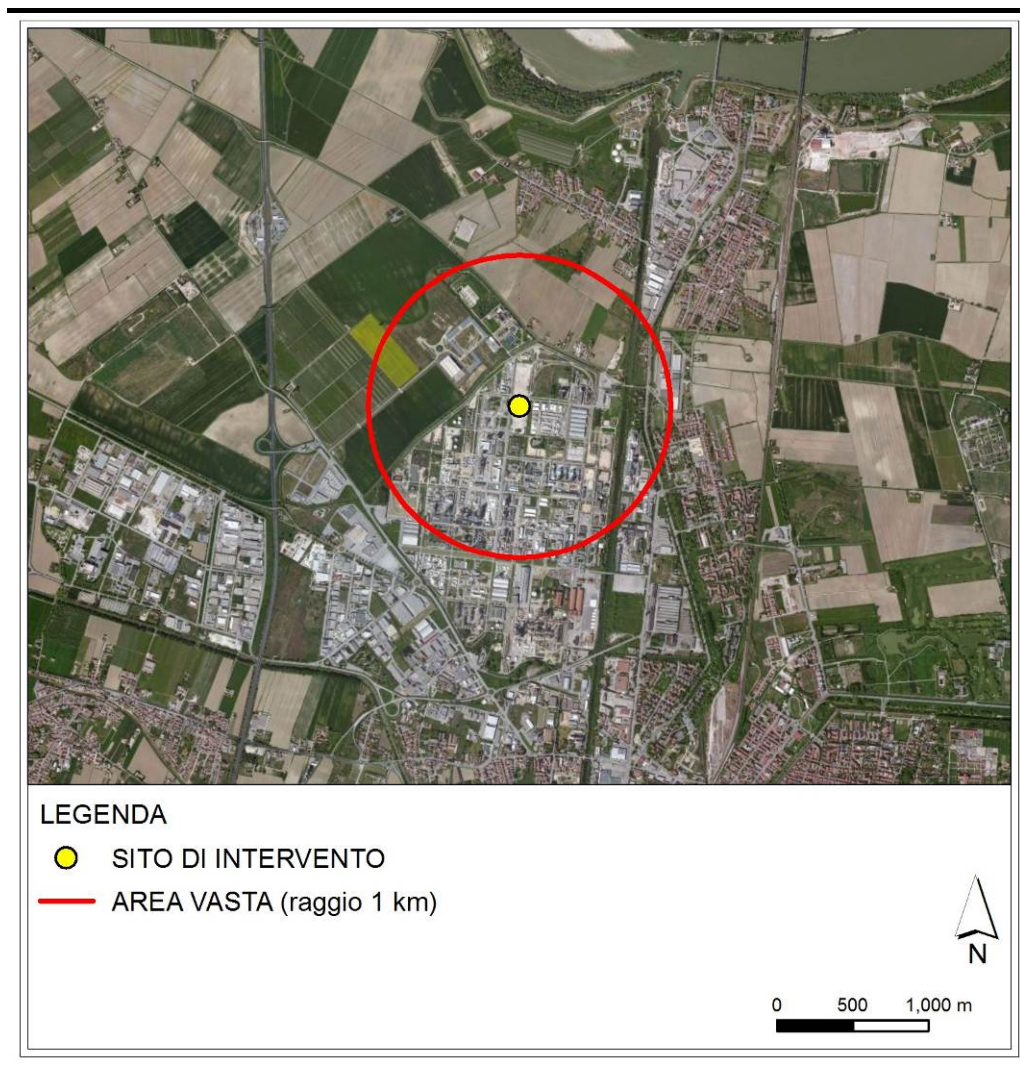 LEGENDA
SITO DI INTERVENTO
AREA VASTA (raggio 1 km)
N
0 500 1,000 m